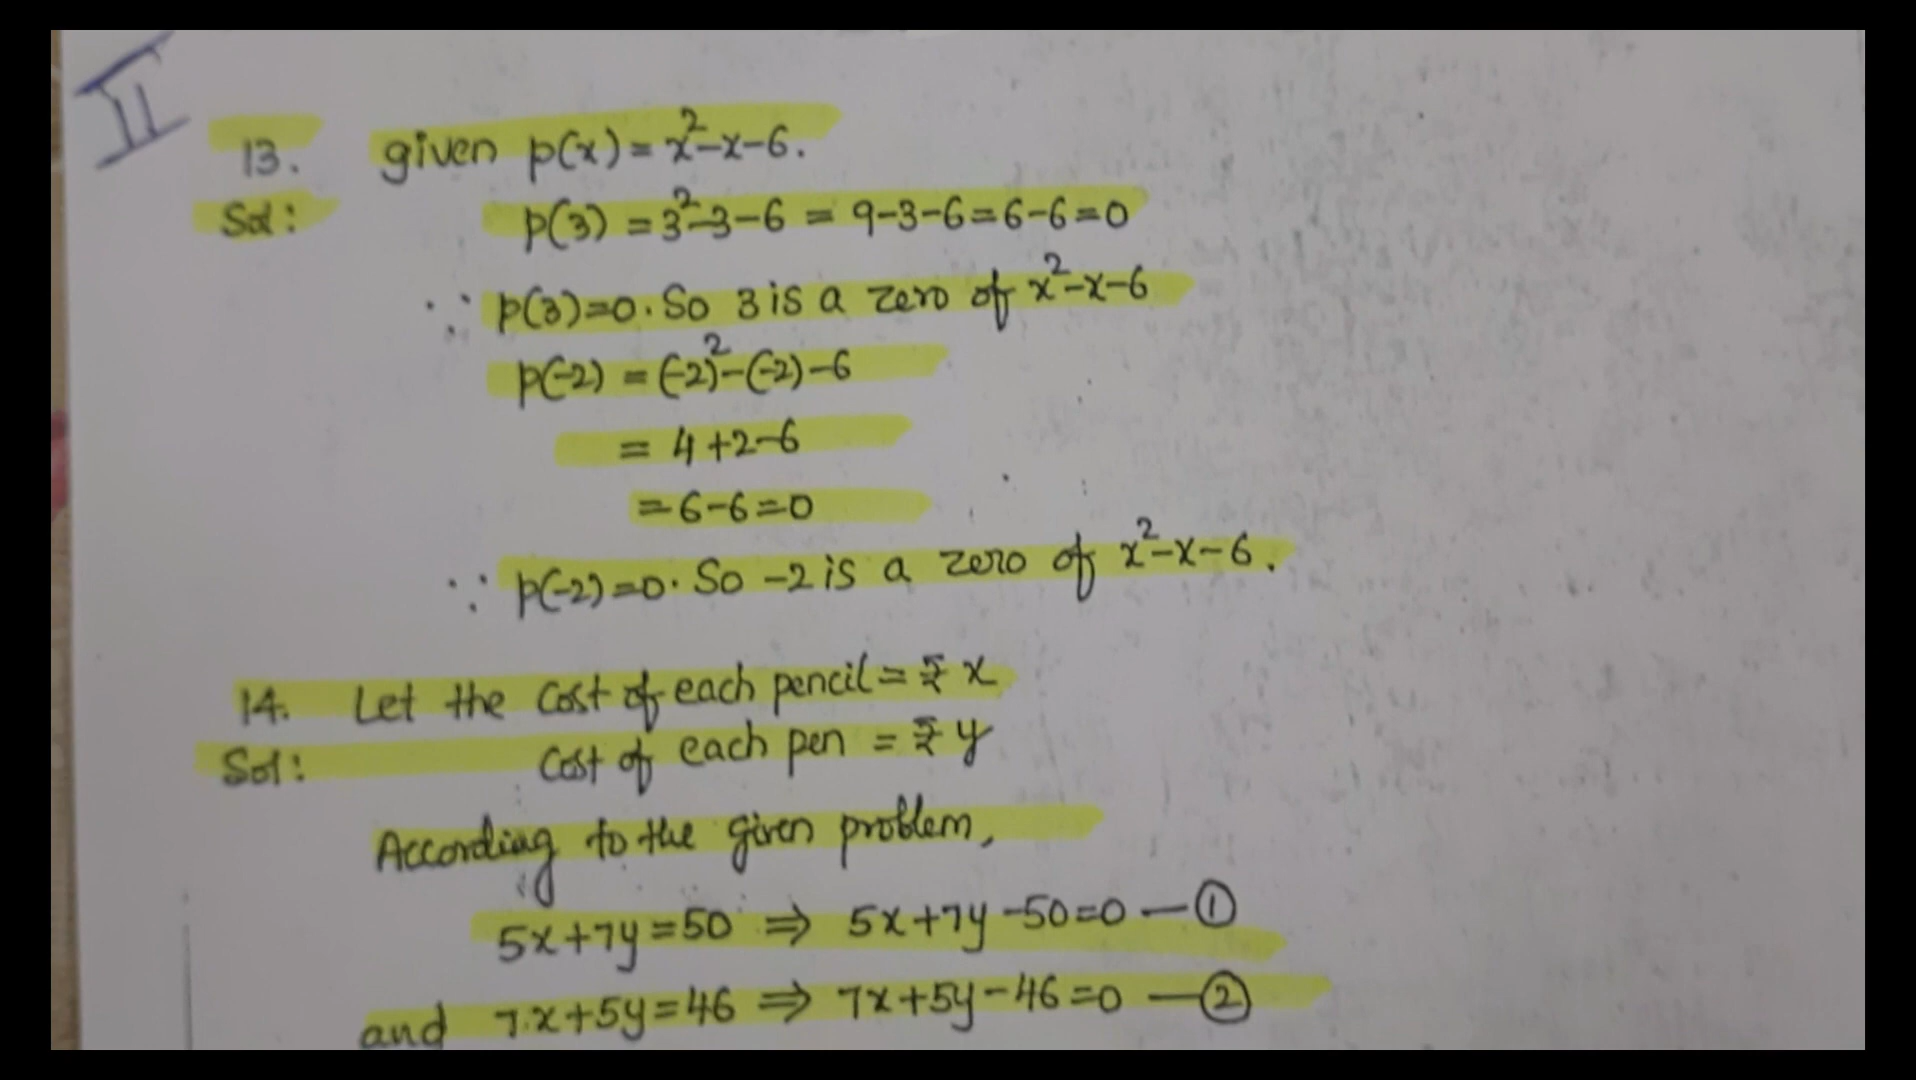 II
13. given p(x) = x²-x-6.
Sol: p(3) = 3²-3-6 = 9-3-6=6-6=0
∵ p(3)=0. So 3 is a zero of x²-x-6
p(-2) = (-2)²-(-2)-6
= 4+2-6
=6-6=0
∵ p(-2)=0. So -2 is a zero of x²-x-6.
14. Let the cost of each pencil = ₹ x
Sol: Cost of each pen = ₹ y
According to the given problem,
5x+7y=50 ⇒ 5x+7y-50=0 — ①
and 7x+5y=46 ⇒ 7x+5y-46=0 — ②